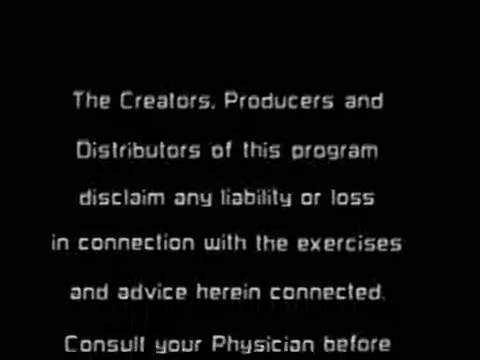 The Creators, Producers and
Distributors of this program
disclaim any liability or loss
in connection with the exercises
and advice herein connected.
Consult your Physician before